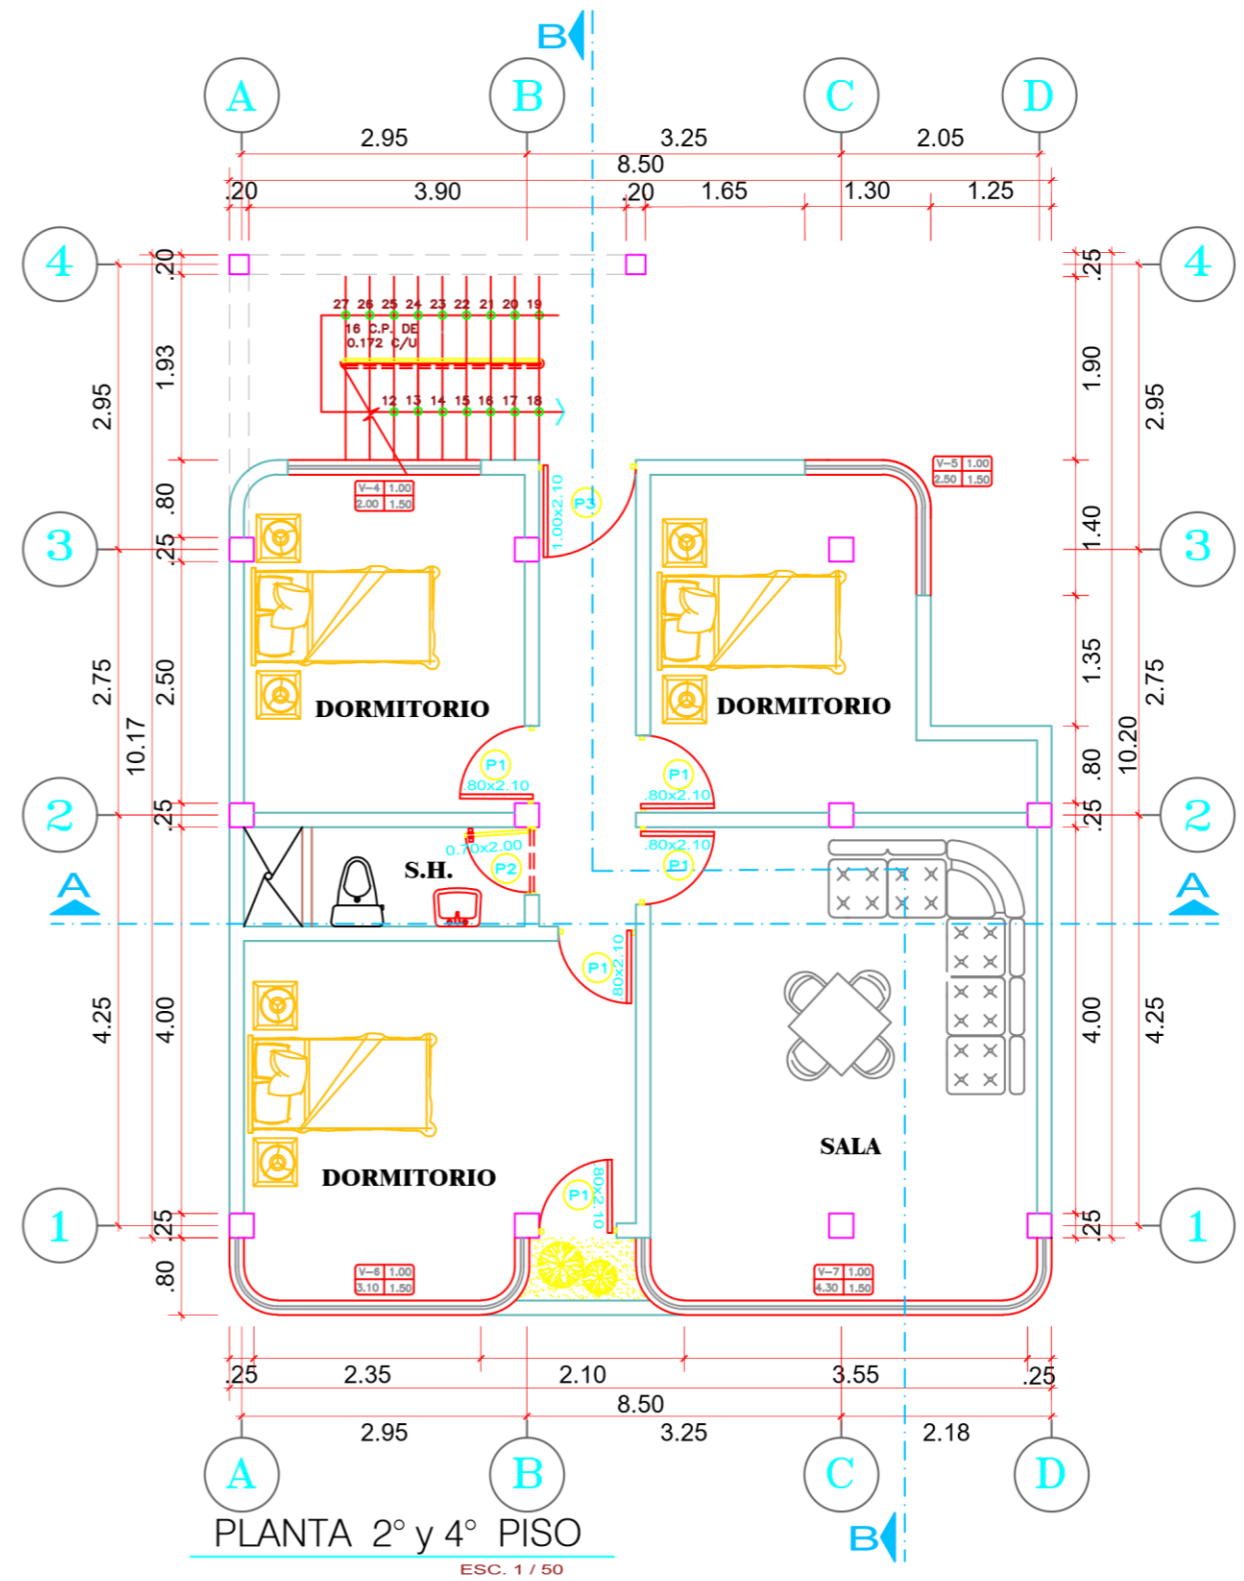 B
A B C D
2.95 3.25 2.05
8.50
.20 3.90 .20 1.65 1.30 1.25
4 .20 .25 4
27 26 25 24 23 22 21 20 19
16 C.P. DE
0.172 C/U
1.93 1.90
2.95 2.95
12 13 14 15 16 17 18
V-4 1.00
2.00 1.50
V-5 1.00
2.50 1.50
P3
1.00x2.10
.80 1.40
3 .25 3
2.75 2.50 1.35 2.75
DORMITORIO DORMITORIO
10.17 10.20
P1
.80x2.10
P1
.80x2.10
.80
2 .25 .25 2
0.70x2.00
P2
.80x2.10
P1
S.H.
A A
P1
.80x2.10
4.25 4.00 4.00 4.25
SALA
DORMITORIO
P1
.80x2.10
1 .25 .25 1
.80
V-6 1.00
3.10 1.50
V-7 1.00
4.30 1.50
.25 2.35 2.10 3.55 .25
8.50
2.95 3.25 2.18
A B C D
B
PLANTA 2° y 4° PISO
ESC. 1 / 50